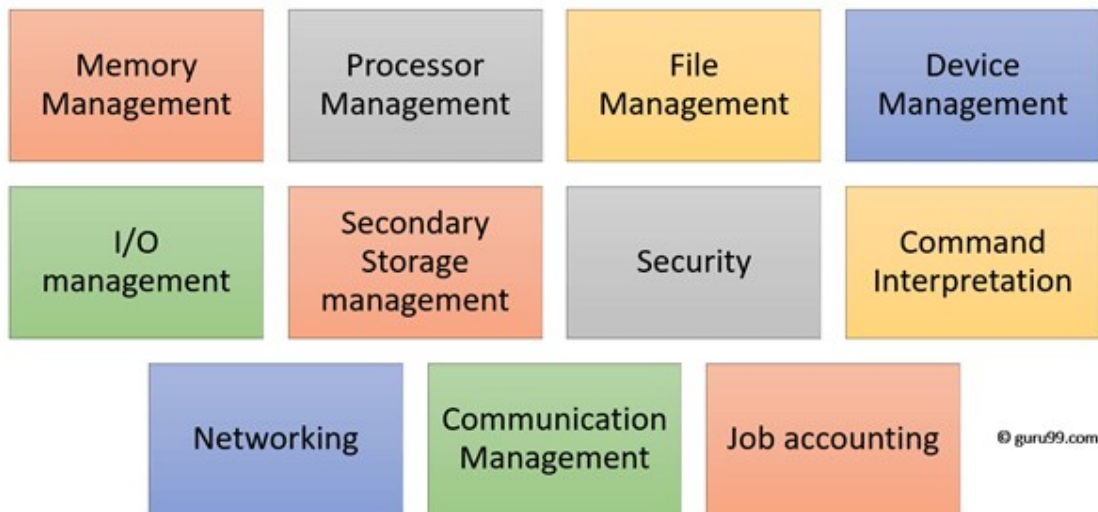 Memory
Management
Processor
Management
File
Management
Device
Management
I/O
management
Secondary
Storage
management
Security
Command
Interpretation
Networking
Communication
Management
Job accounting
© guru99.com